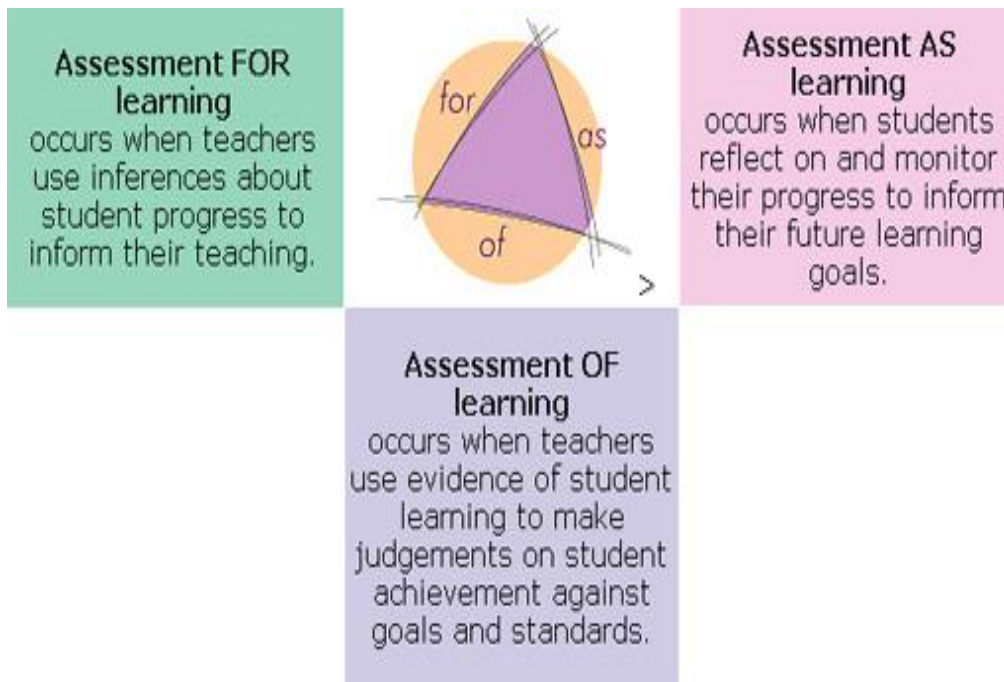 Assessment FOR
learning
occurs when teachers
use inferences about
student progress to
inform their teaching.
for
as
of
>
Assessment AS
learning
occurs when students
reflect on and monitor
their progress to inform
their future learning
goals.
Assessment OF
learning
occurs when teachers
use evidence of student
learning to make
judgements on student
achievement against
goals and standards.